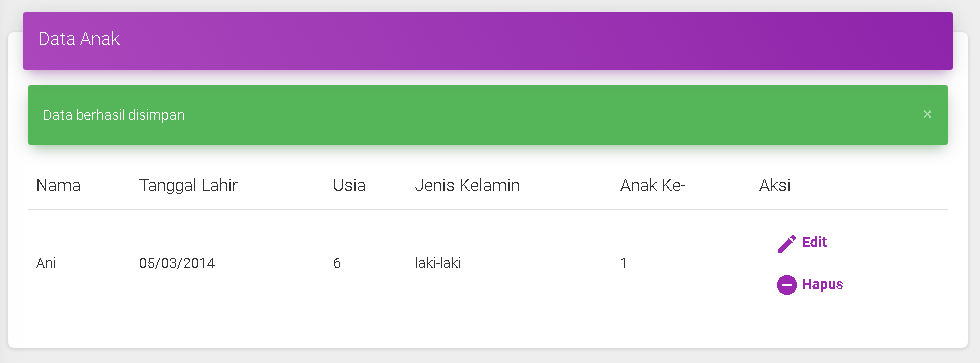 Data Anak
Data berhasil disimpan ×
Nama Tanggal Lahir Usia Jenis Kelamin Anak Ke- Aksi
Edit
Ani 05/03/2014 6 laki-laki 1
Hapus